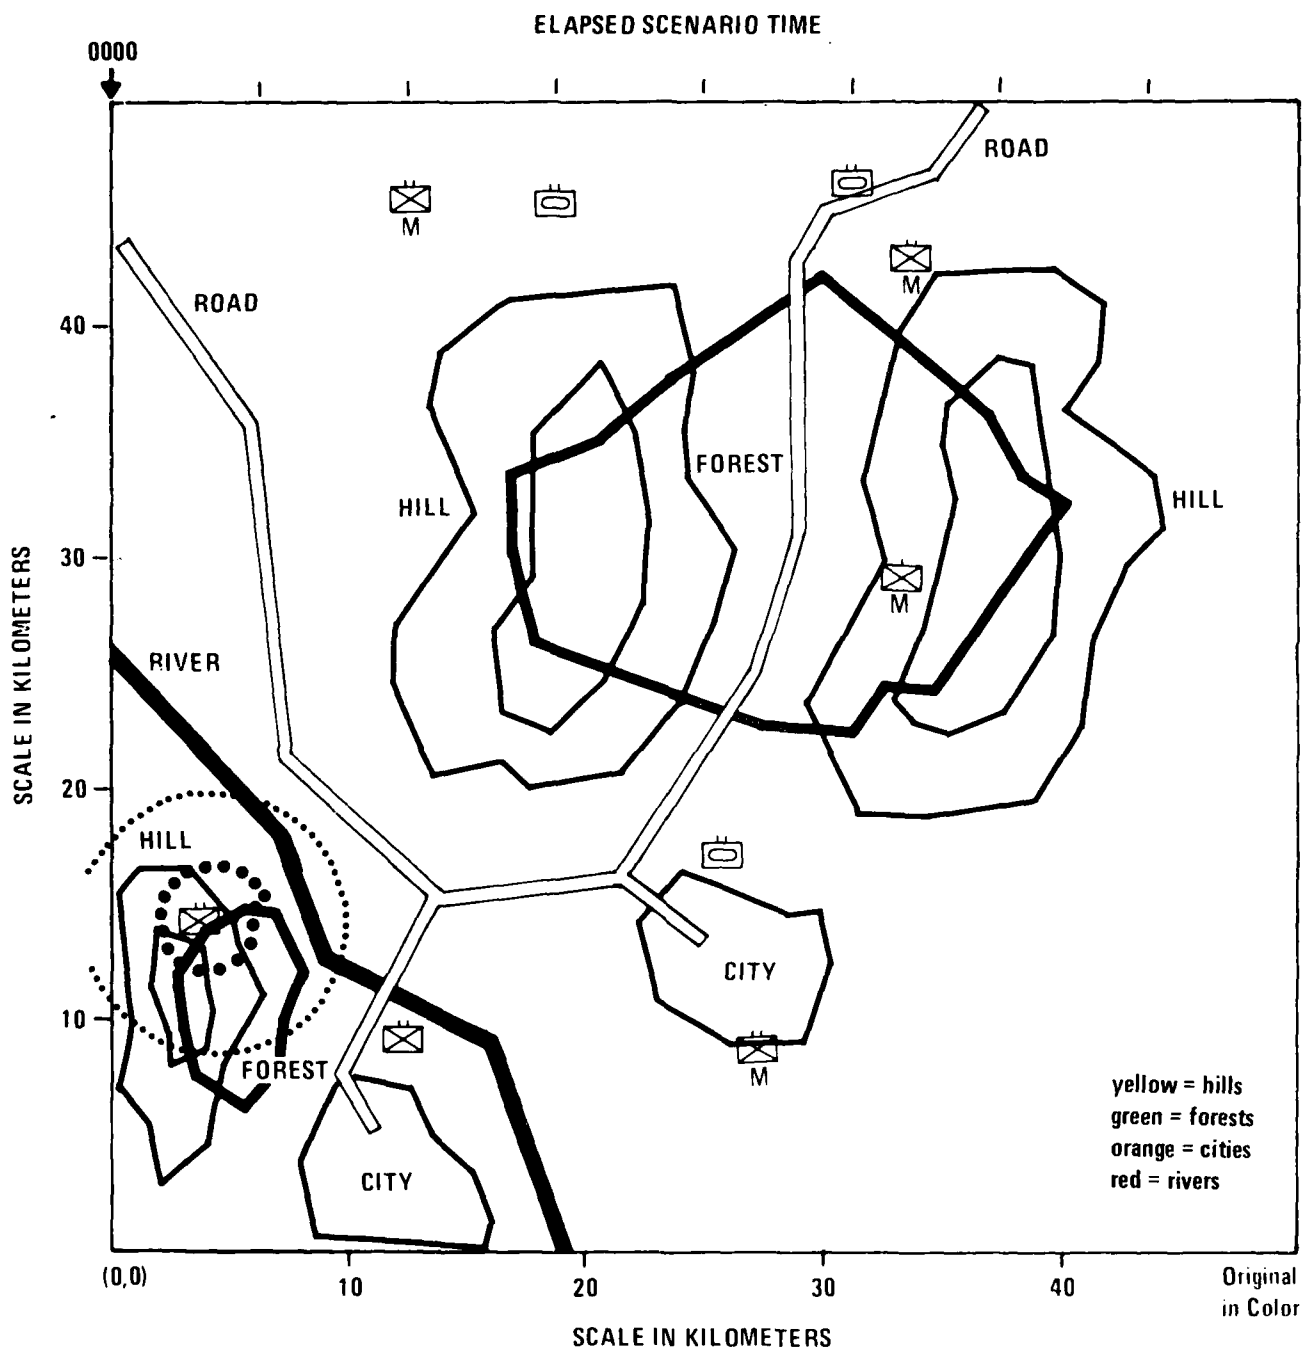 ELAPSED SCENARIO TIME
0000
ROAD
M
M
ROAD
40
FOREST
HILL
HILL
30
M
RIVER
SCALE IN KILOMETERS
20
HILL
CITY
10
FOREST
M
yellow = hills
green = forests
orange = cities
red = rivers
CITY
(0,0)
10
20
30
40
Original
in Color
SCALE IN KILOMETERS